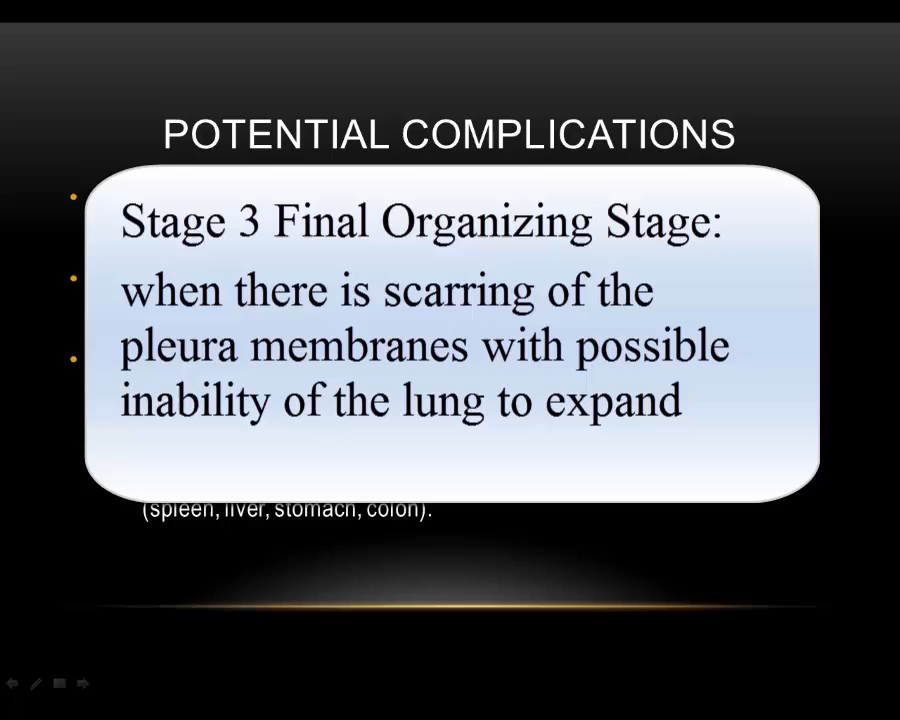 POTENTIAL COMPLICATIONS
Stage 3 Final Organizing Stage:
when there is scarring of the
pleura membranes with possible
inability of the lung to expand
(spleen, liver, stomach, colon).